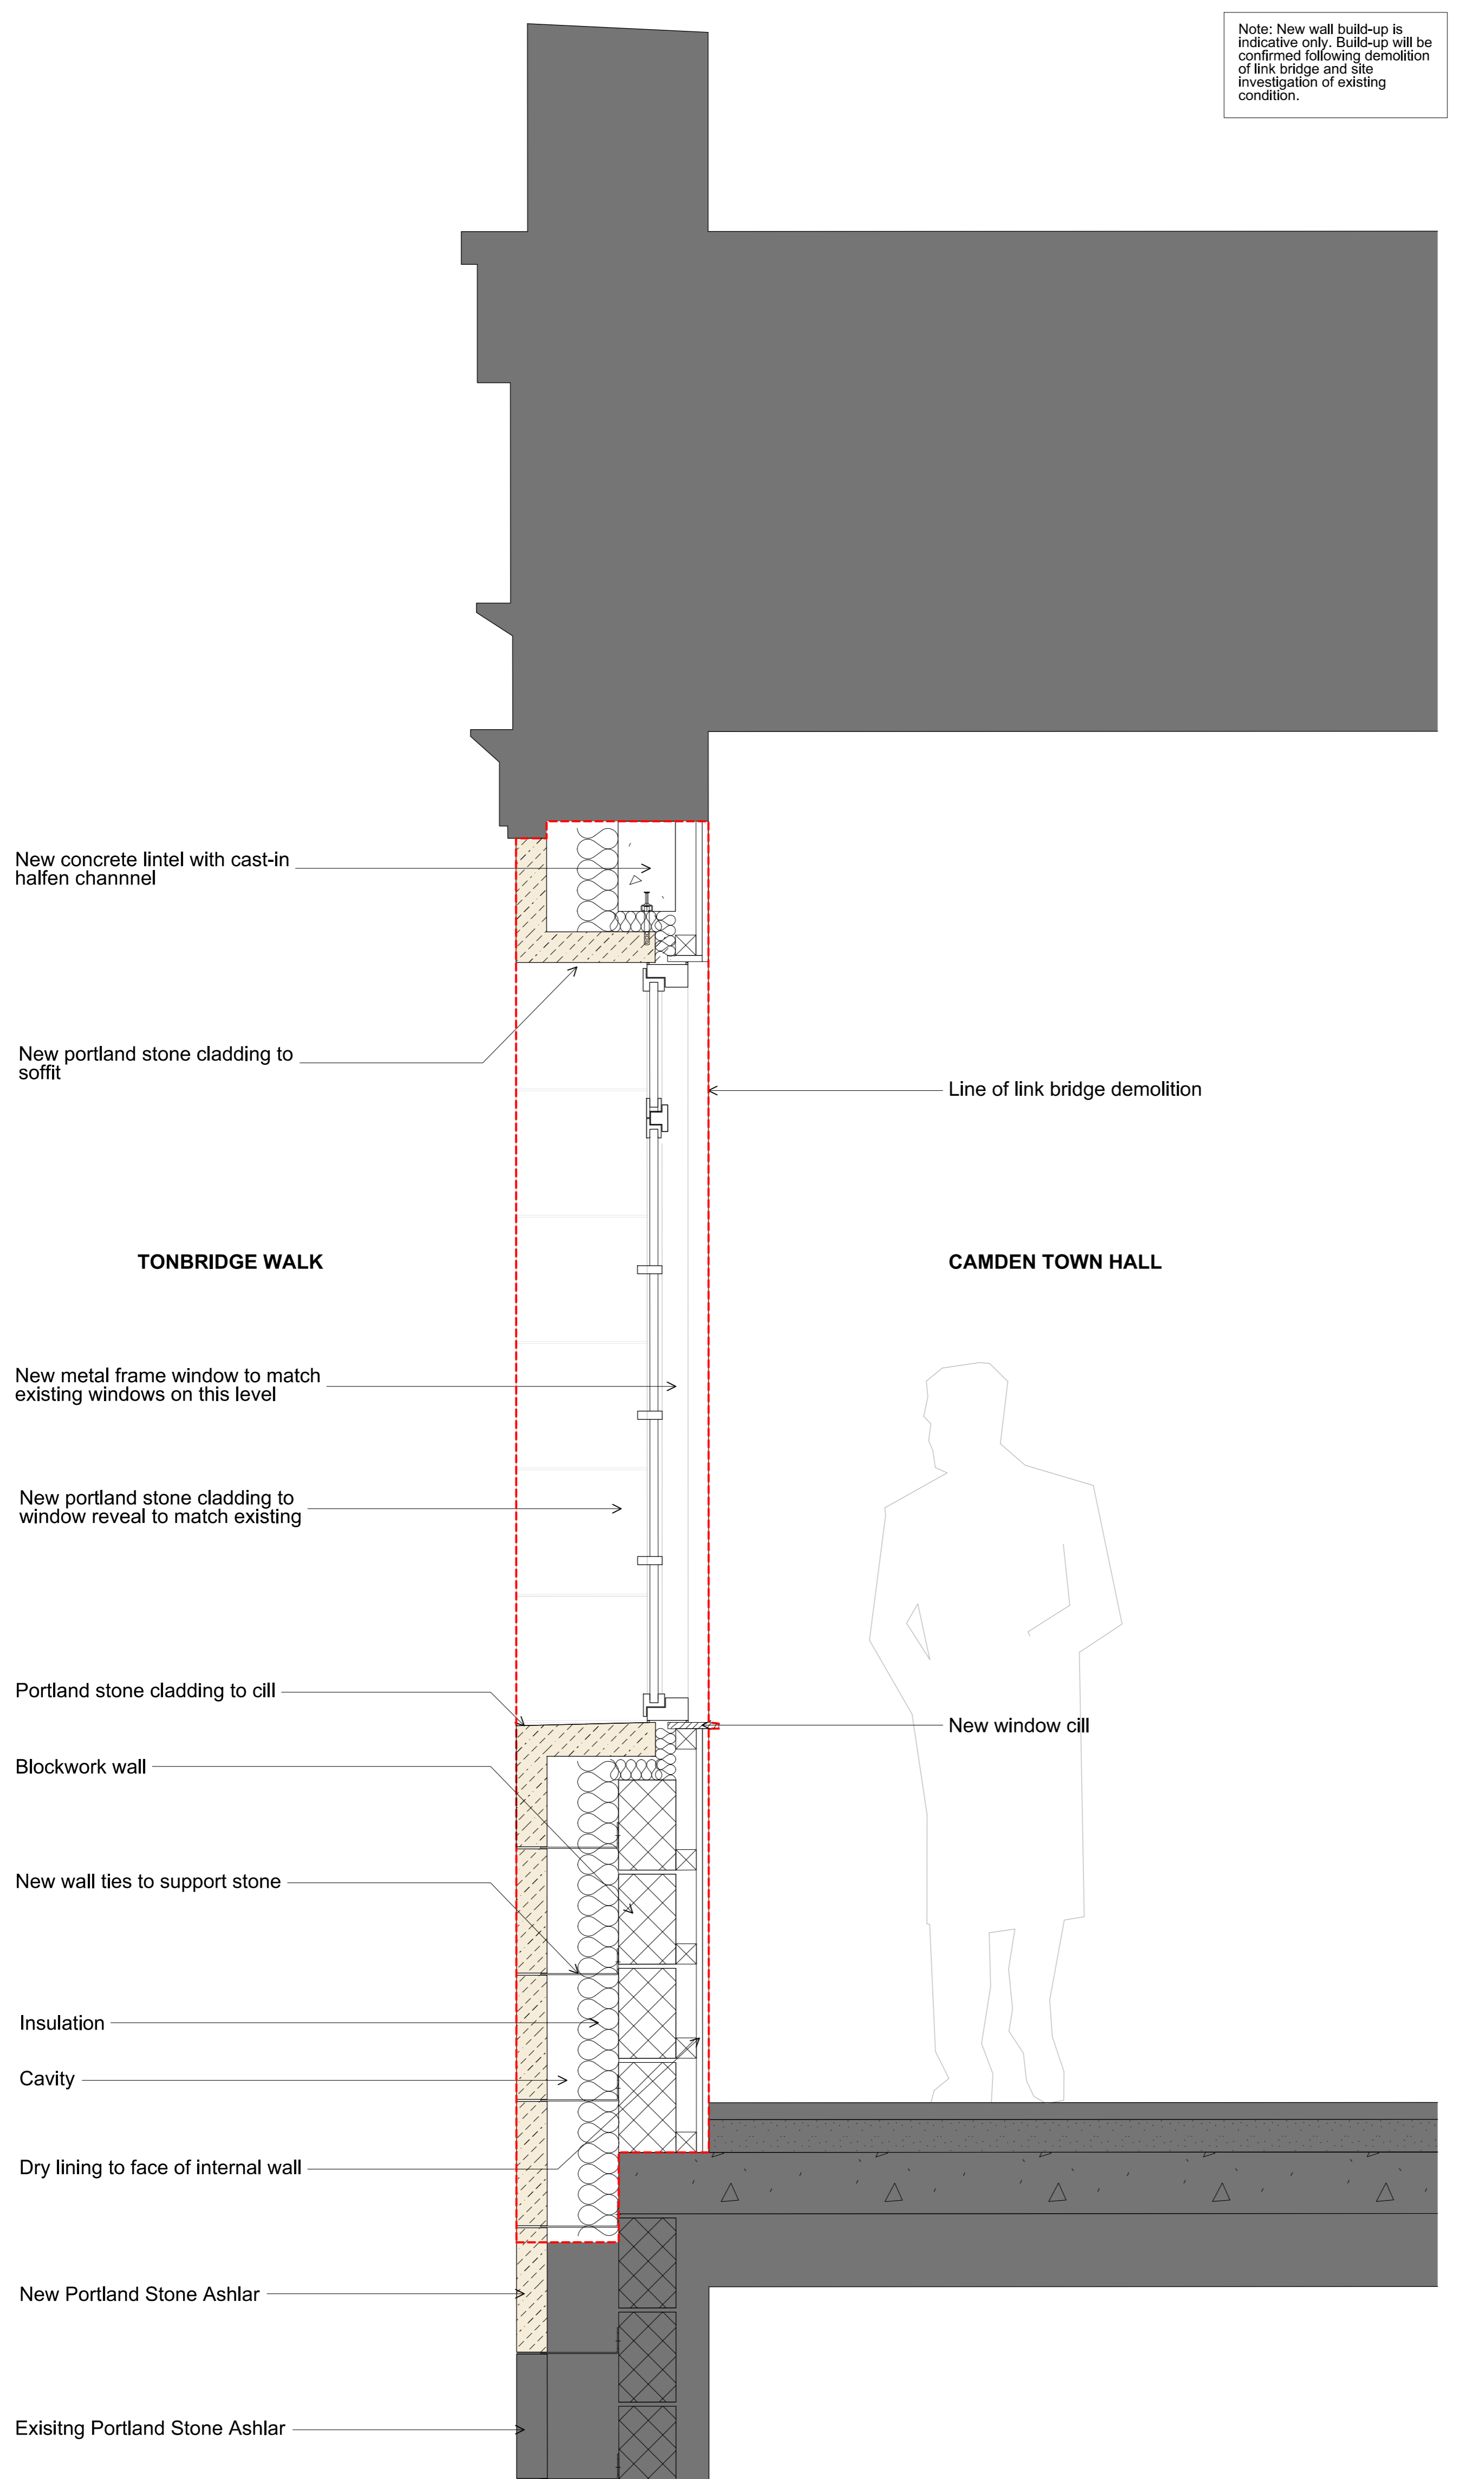 Note: New wall build-up is
indicative only. Build-up will be
confirmed following demolition
of link bridge and site
investigation of existing
condition.
New concrete lintel with cast-in
halfen channnel
New portland stone cladding to
soffit
Line of link bridge demolition
TONBRIDGE WALK
CAMDEN TOWN HALL
New metal frame window to match
existing windows on this level
New portland stone cladding to
window reveal to match existing
Portland stone cladding to cill
New window cill
Blockwork wall
New wall ties to support stone
Insulation
Cavity
Dry lining to face of internal wall
New Portland Stone Ashlar
Exisitng Portland Stone Ashlar